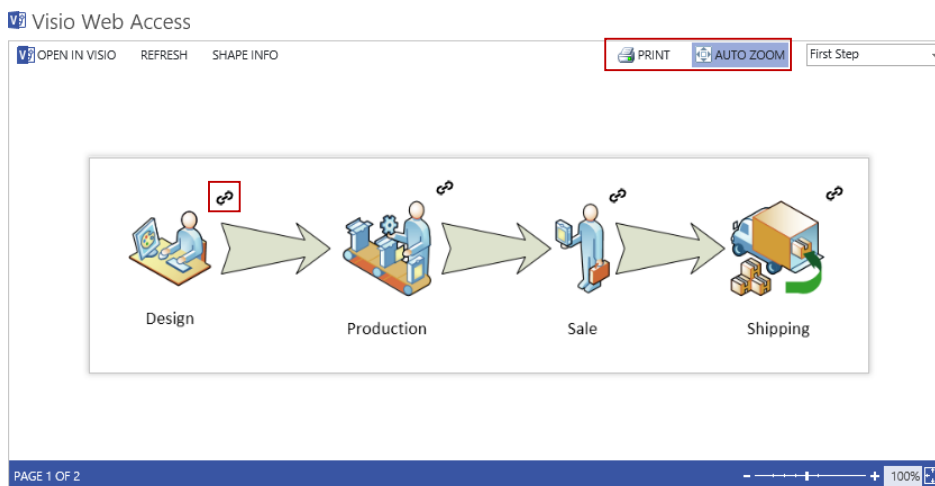 Visio Web Access
OPEN IN VISIO REFRESH SHAPE INFO PRINT AUTO ZOOM First Step
Design
Production Sale Shipping
PAGE 1 OF 2 100%